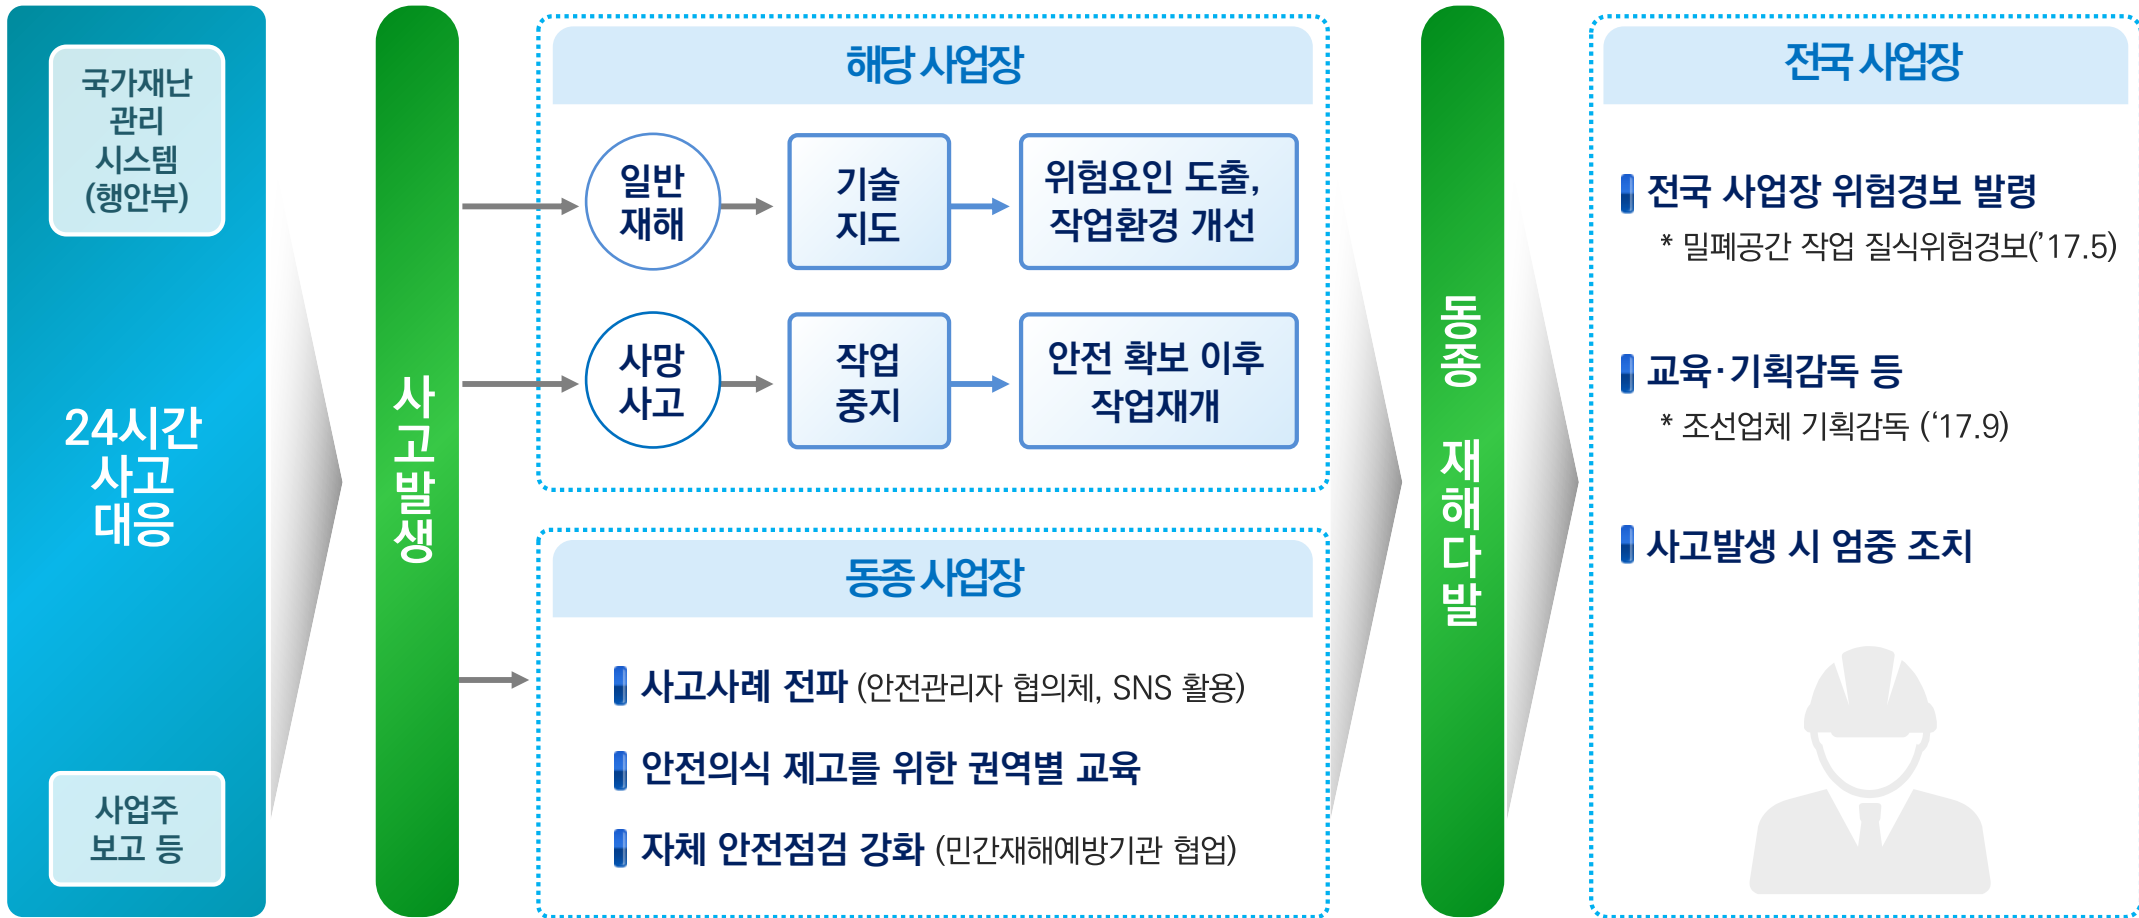 국가재난
관리
시스템
(행안부)
24시간
사고
대응
사업주
보고 등
사고발생
해당 사업장
일반
재해
기술
지도
위험요인 도출,
작업환경 개선
사망
사고
작업
중지
안전 확보 이후
작업재개
동종 사업장
사고사례 전파 (안전관리자 협의체, SNS 활용)
안전의식 제고를 위한 권역별 교육
자체 안전점검 강화 (민간재해예방기관 협업)
동종 재해다발
전국 사업장
전국 사업장 위험경보 발령
* 밀폐공간 작업 질식위험경보(’17.5)
교육·기획감독 등
* 조선업체 기획감독 (‘17.9)
사고발생 시 엄중 조치